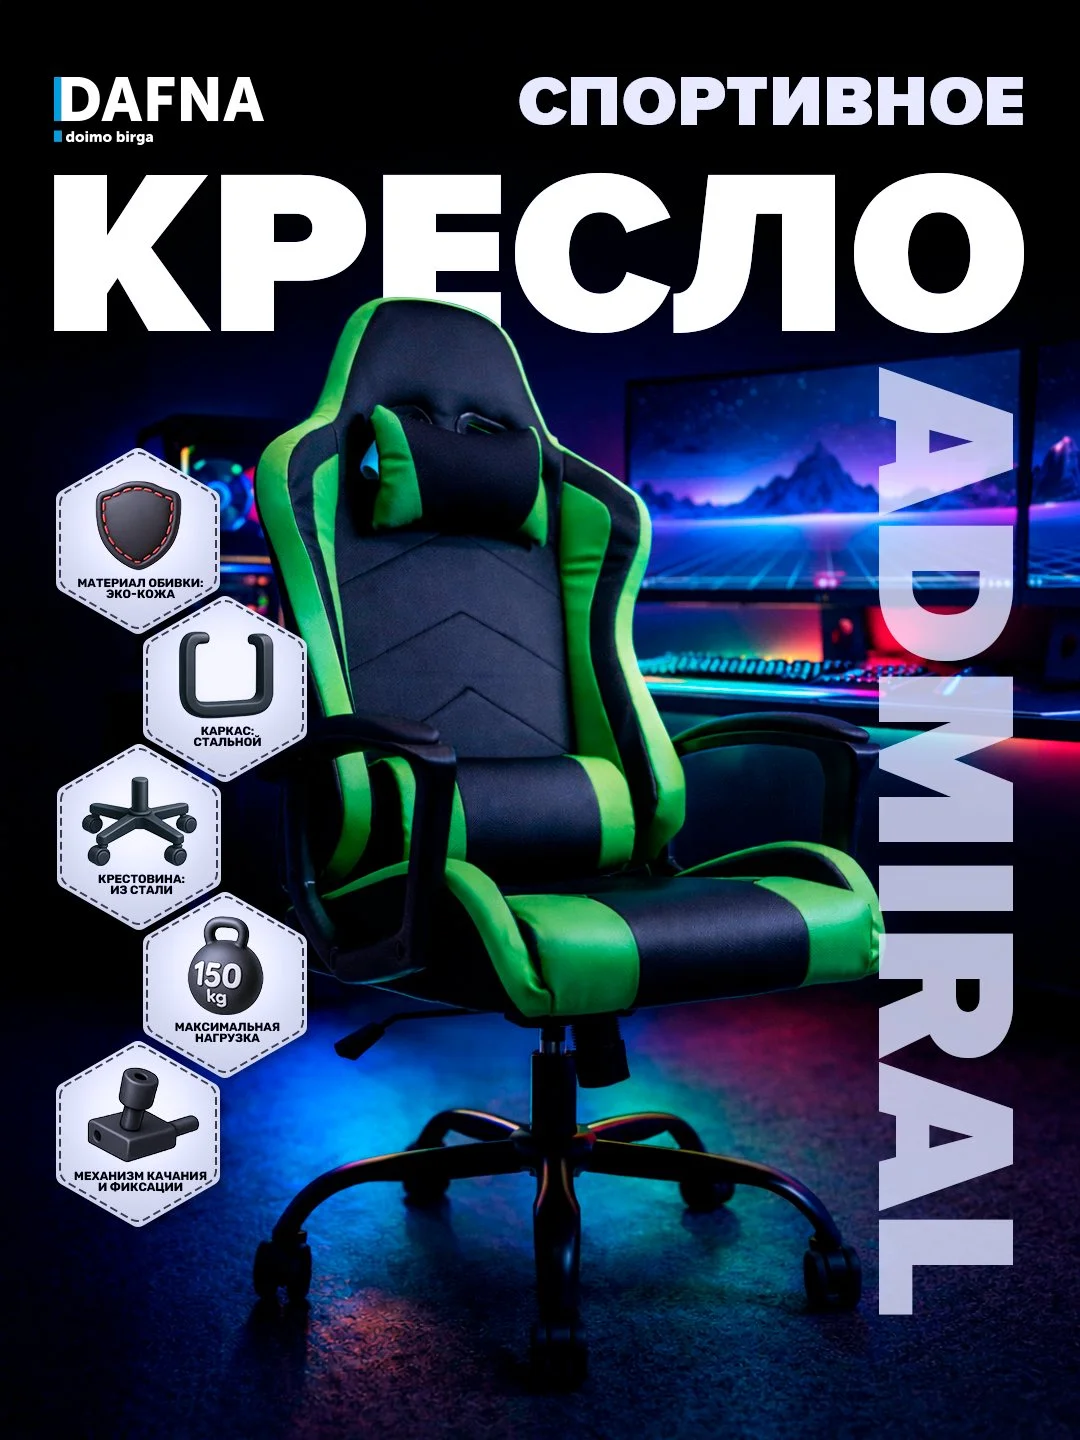 DAFNA
doimo birga
СПОРТИВНОЕ
КРЕСЛО
ADMIRAL
МАТЕРИАЛ ОБИВКИ:
ЭКО-КОЖА
КАРКАС:
СТАЛЬНОЙ
КРЕСТОВИНА:
ИЗ СТАЛИ
150
kg
МАКСИМАЛЬНАЯ
НАГРУЗКА
МЕХАНИЗМ КАЧАНИЯ
И ФИКСАЦИИ